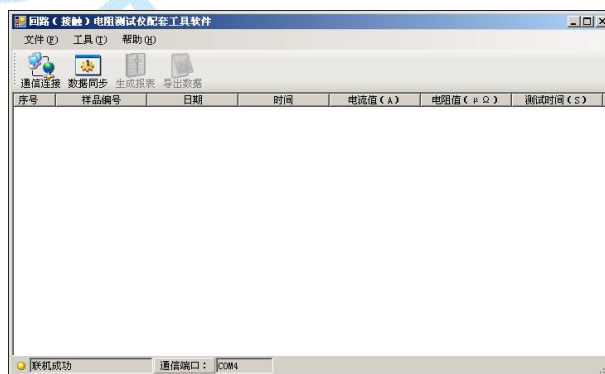 回路（接触）电阻测试仪配套工具软件
文件(F) 工具(T) 帮助(H)
通信连接 数据同步 生成报表 导出数据
序号 样品编号 日期 时间 电流值(A) 电阻值(μΩ) 测试时间(S)
联机成功 通信端口： COM4